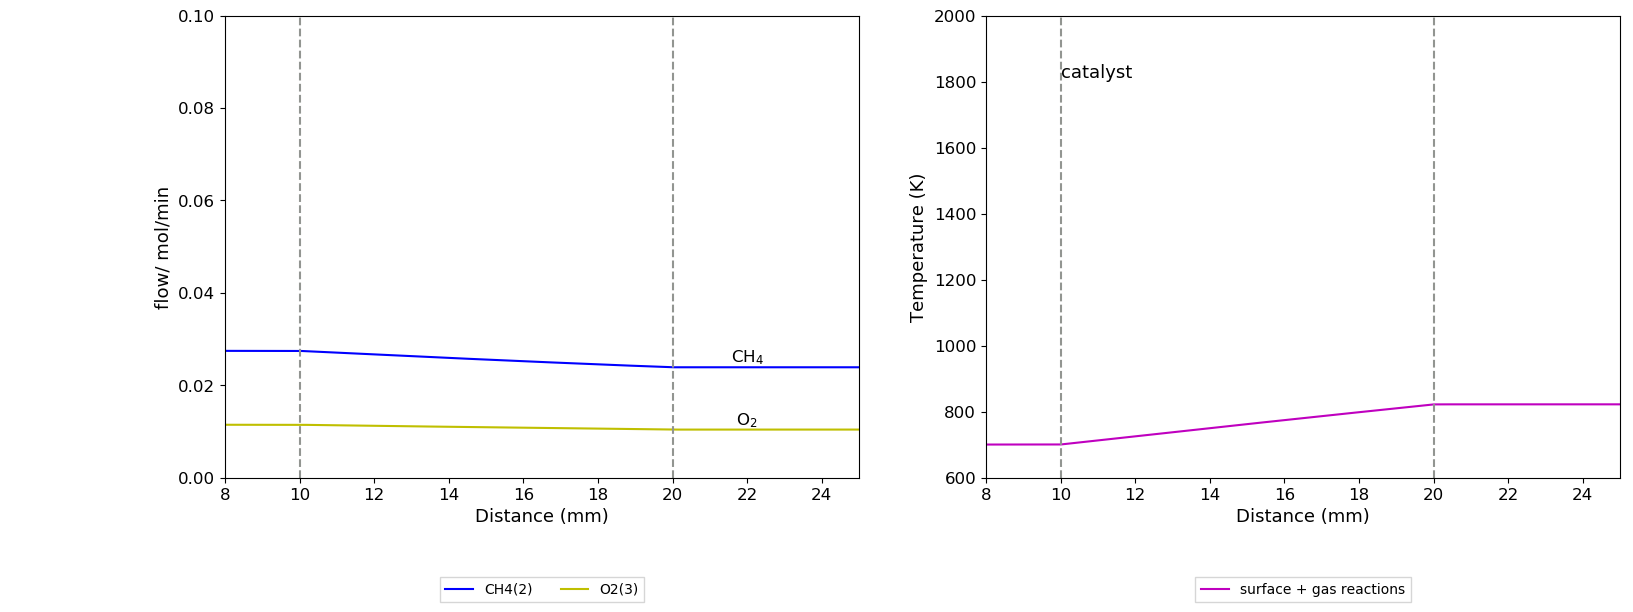 0.10
0.08
0.06
0.04
0.02
0.00
flow/ mol/min
CH₄
O₂
8 10 12 14 16 18 20 22 24
Distance (mm)
CH4(2) O2(3)
2000
1800
1600
1400
1200
1000
800
600
Temperature (K)
catalyst
8 10 12 14 16 18 20 22 24
Distance (mm)
surface + gas reactions